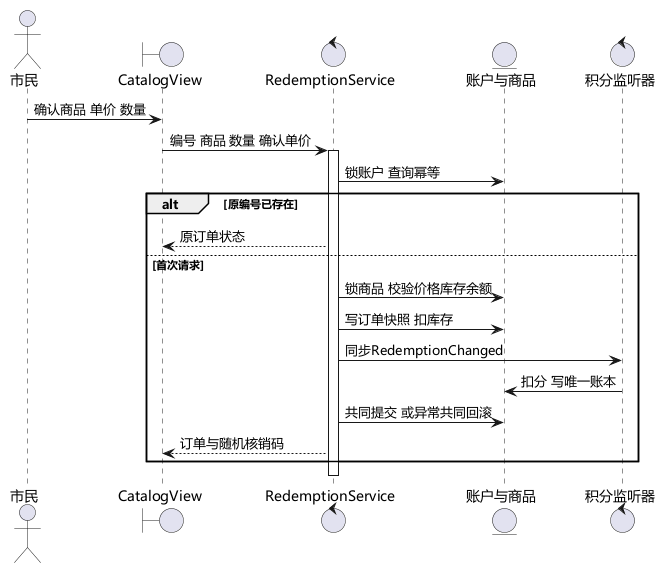 市民
CatalogView
RedemptionService
账户与商品
积分监听器
确认商品 单价 数量
编号 商品 数量 确认单价
锁账户 查询幂等
alt [原编号已存在]
原订单状态
[首次请求]
锁商品 校验价格库存余额
写订单快照 扣库存
同步RedemptionChanged
扣分 写唯一账本
共同提交 或异常共同回滚
订单与随机核销码
市民
CatalogView
RedemptionService
账户与商品
积分监听器